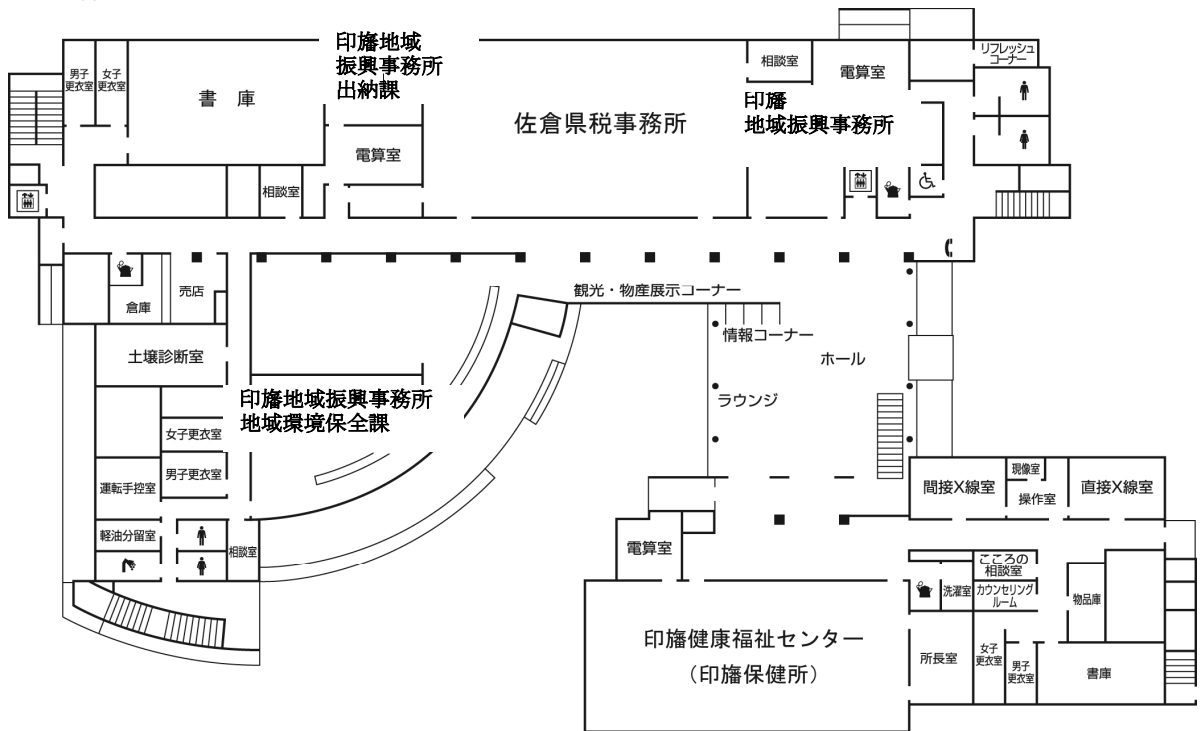 印旛地域
振興事務所
出納課
男子
更衣室
女子
更衣室
書 庫
電算室
相談室
佐倉県税事務所
相談室
電算室
印旛
地域振興事務所
リフレッシュ
コーナー
売店
倉庫
観光・物産展示コーナー
情報コーナー
ホール
ラウンジ
土壌診断室
印旛地域振興事務所
地域環境保全課
女子更衣室
男子更衣室
運転手控室
軽油分留室
相談室
間接X線室
現像室
操作室
直接X線室
電算室
こころの
相談室
洗濯室
カウンセリング
ルーム
物品庫
印旛健康福祉センター
（印旛保健所）
所長室
女子
更衣室
男子
更衣室
書庫